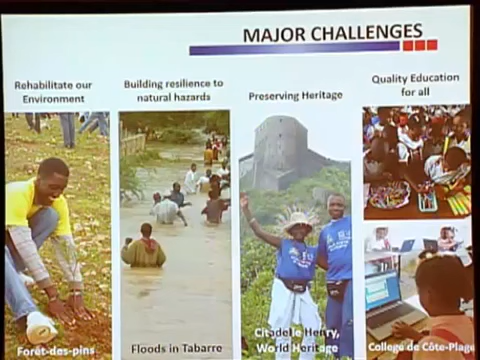 MAJOR CHALLENGES
Rehabilitate our
Environment
Building resilience to
natural hazards
Preserving Heritage
Quality Education
for all
Forêt-des-pins
Floods in Tabarre
Citadelle Henry,
World Heritage
Collège de Côte-Plage